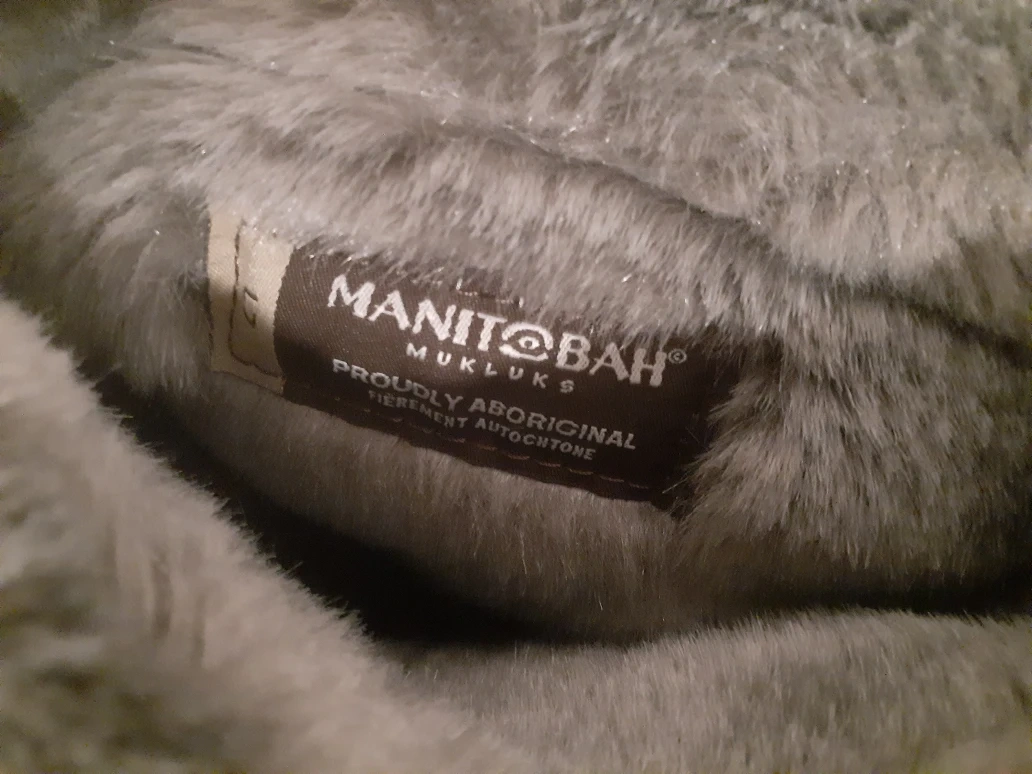 MANITOBAH©
MUKLUKS
PROUDLY ABORIGINAL
FIÈREMENT AUTOCHTONE